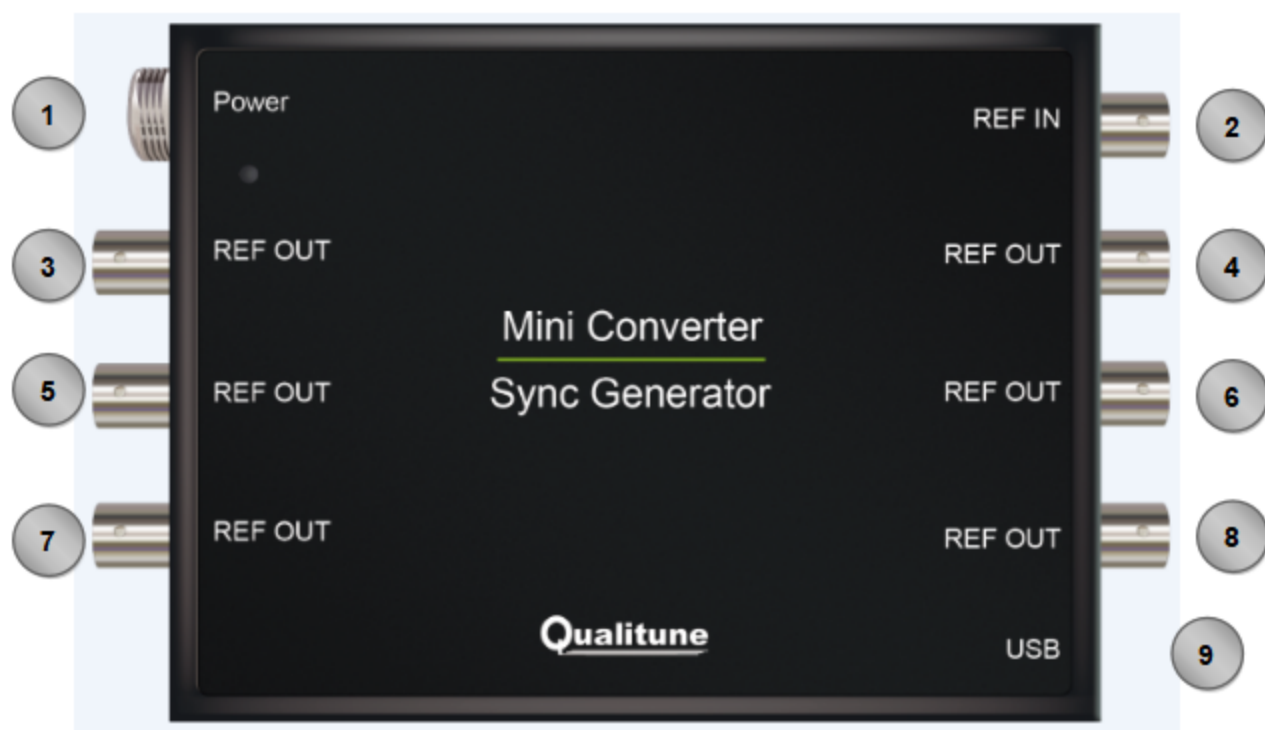 1
Power
REF IN
2
3
REF OUT
REF OUT
4
Mini Converter
5
REF OUT
Sync Generator
REF OUT
6
7
REF OUT
REF OUT
8
Qualitune
USB
9